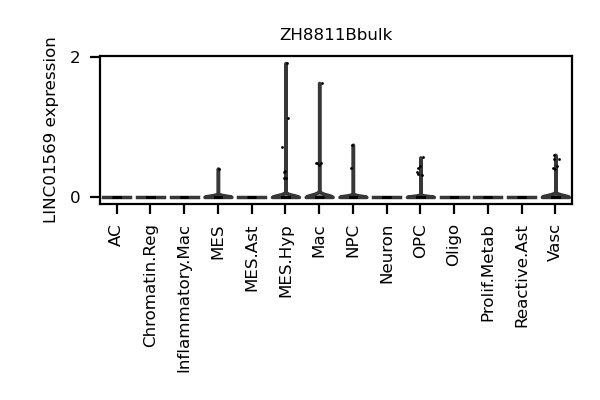 ZH8811Bbulk
LINC01569 expression
2
0
AC
Chromatin.Reg
Inflammatory.Mac
MES
MES.Ast
MES.Hyp
Mac
NPC
Neuron
OPC
Oligo
Prolif.Metab
Reactive.Ast
Vasc